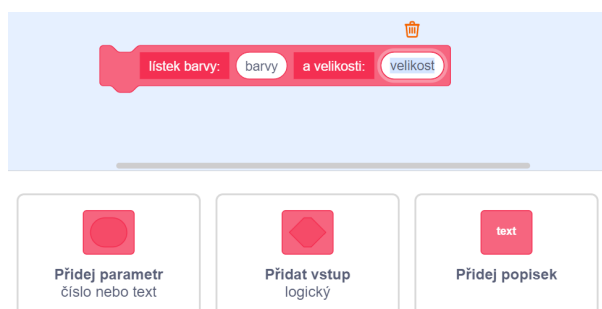 lístek barvy: barvy a velikosti: velikost
Přidej parametr
číslo nebo text
Přidat vstup
logický
text
Přidej popisek